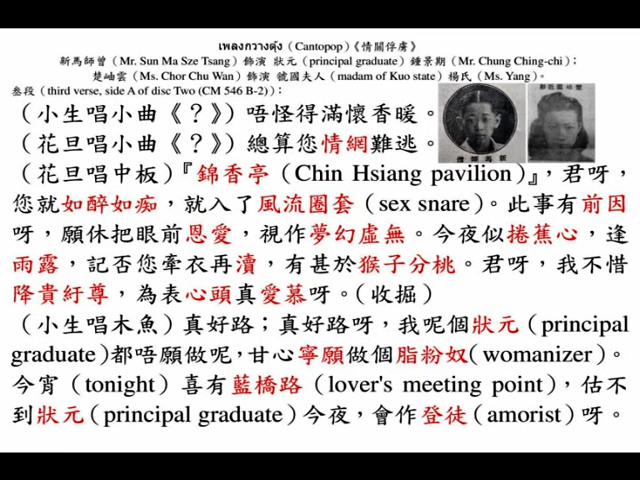 เพลงกวางตุ้ง (Cantopop)《情關俘虜》
新馬師曾 (Mr. Sun Ma Sze Tsang) 飾演 狀元 (principal graduate) 鍾景期 (Mr. Chung Ching-chi)；
楚岫雲 (Ms. Chor Chu Wan) 飾演 虢國夫人 (madam of Kuo state) 楊氏 (Ms. Yang)。
叁段 (third verse, side A of disc Two (CM 546 B-2))：
（小生唱小曲《？》）唔怪得滿懷香暖。
（花旦唱小曲《？》）總算您情網難逃。
（花旦唱中板）『錦香亭 (Chin Hsiang pavilion)』，君呀，
您就如醉如痴，就入了風流圈套 (sex snare)。此事有前因
呀，願休把眼前恩愛，視作夢幻虛無。今夜似捲蕉心，逢
雨露，記否您牽衣再瀆，有甚於猴子分桃。君呀，我不惜
降貴紆尊，為表心頭真愛慕呀。（收掘）
（小生唱木魚）真好路；真好呀，我呢個狀元 (principal
graduate) 都唔願做呢，甘心寧願做個脂粉奴 (womanizer)。
今宵 (tonight) 喜有藍橋路 (lover's meeting point)，估不
到狀元 (principal graduate) 今夜，會作登徒 (amorist) 呀。